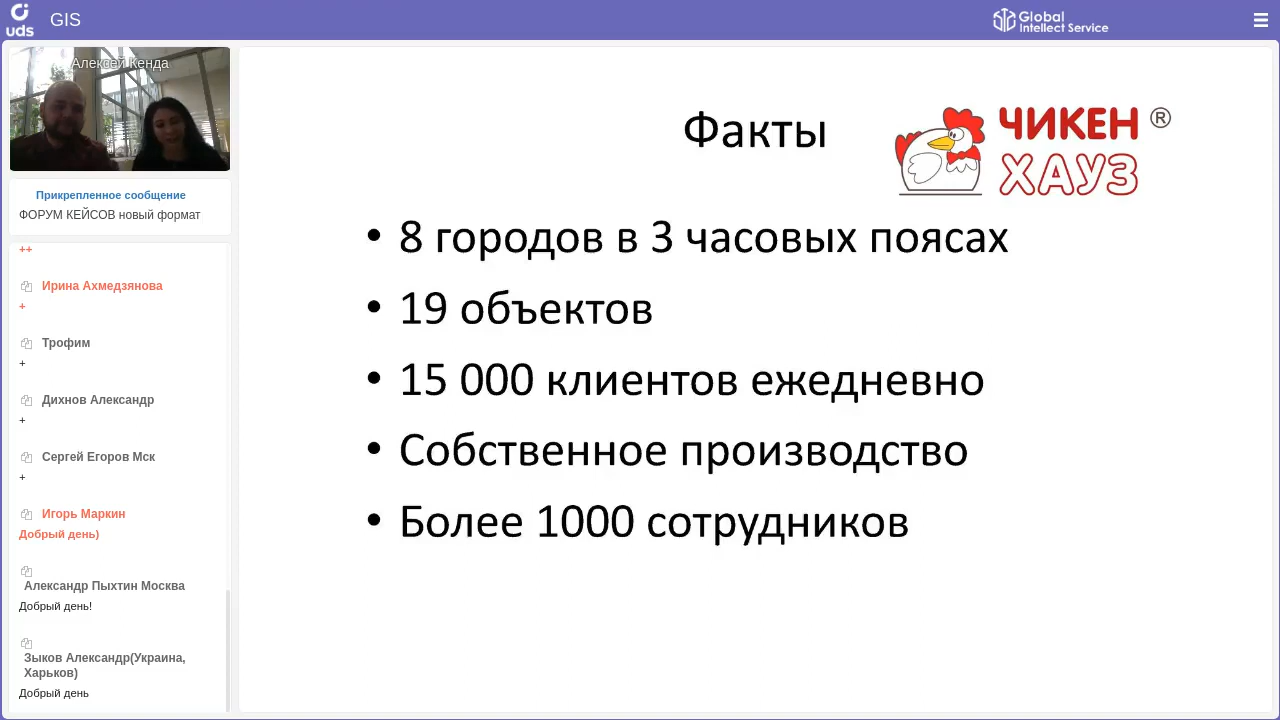 uds
GIS
Global
Intellect Service
Алексей Кенда
Прикрепленное сообщение
ФОРУМ КЕЙСОВ новый формат
++
Ирина Ахмедзянова
+
Трофим
+
Дихнов Александр
+
Сергей Егоров Мск
+
Игорь Маркин
Добрый день)
Александр Пыхтин Москва
Добрый день!
Зыков Александр(Украина,
Харьков)
Добрый день
Факты
ЧИКЕН ®
ХАУЗ
• 8 городов в 3 часовых поясах
• 19 объектов
• 15 000 клиентов ежедневно
• Собственное производство
• Более 1000 сотрудников